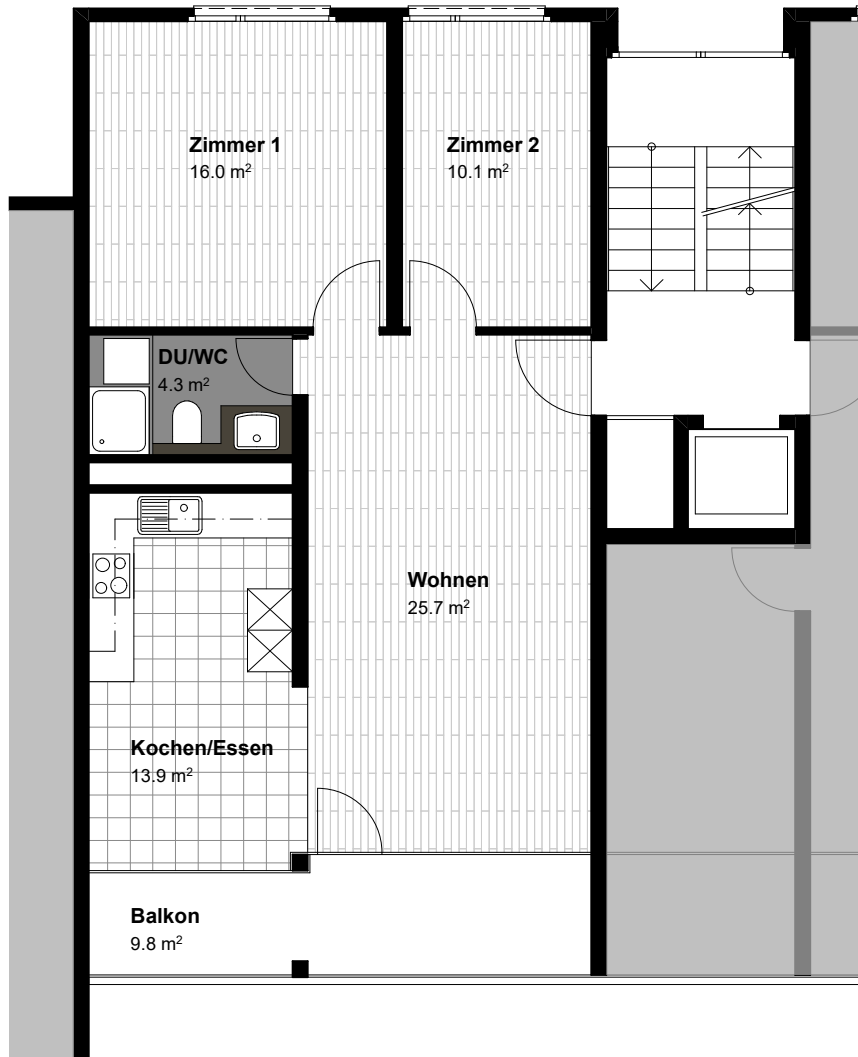 Zimmer 1
16.0 m²
Zimmer 2
10.1 m²
DU/WC
4.3 m²
Wohnen
25.7 m²
Kochen/Essen
13.9 m²
Balkon
9.8 m²